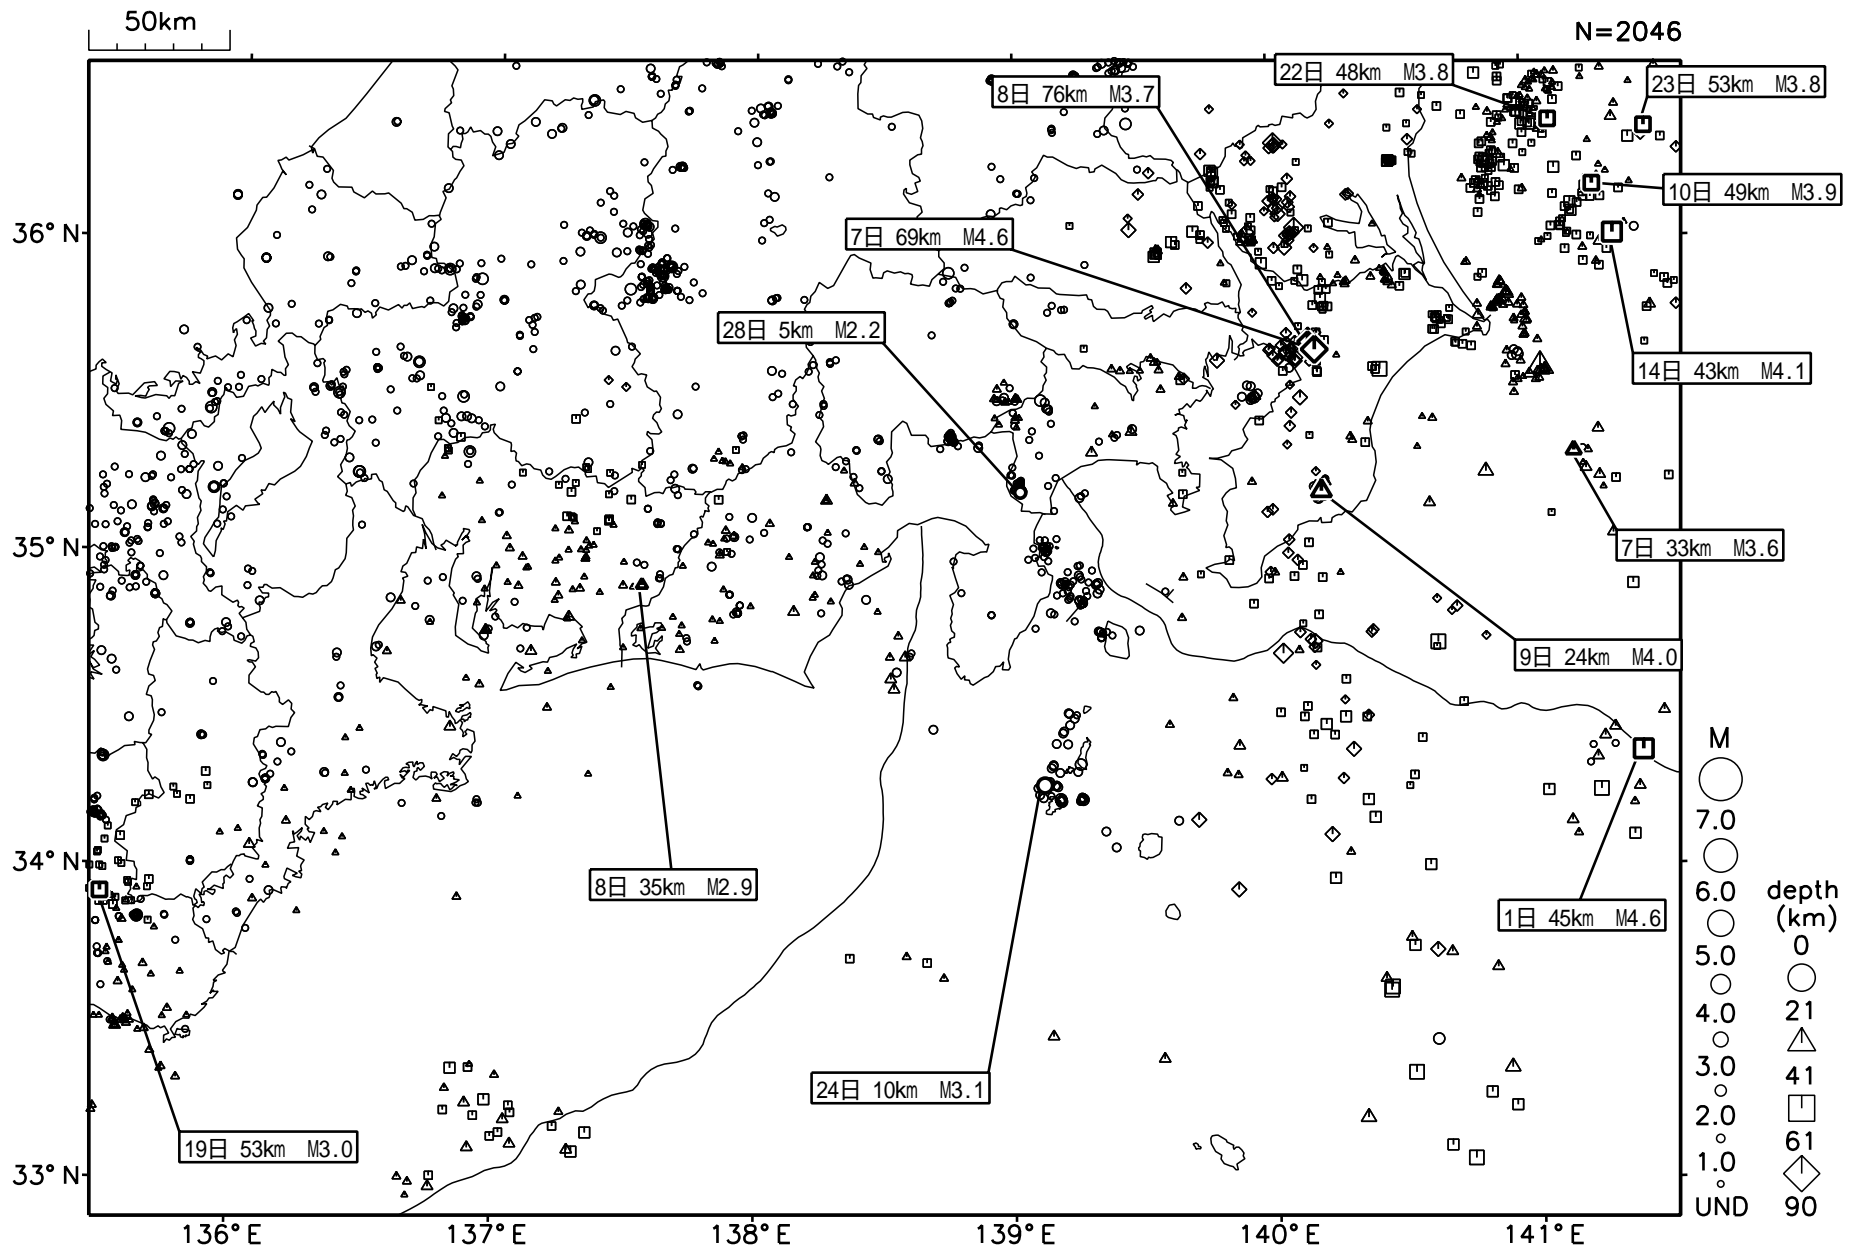 50km
N=2046
22日 48km M3.8
8日 76km M3.7
23日 53km M3.8
10日 49km M3.9
36°N
7日 69km M4.6
28日 5km M2.2
14日 43km M4.1
35°N
7日 33km M3.6
9日 24km M4.0
M
7.0
6.0
5.0
4.0
3.0
2.0
1.0
UND
depth
(km)
0
21
41
61
90
34°N
8日 35km M2.9
1日 45km M4.6
24日 10km M3.1
19日 53km M3.0
33°N
136°E
137°E
138°E
139°E
140°E
141°E